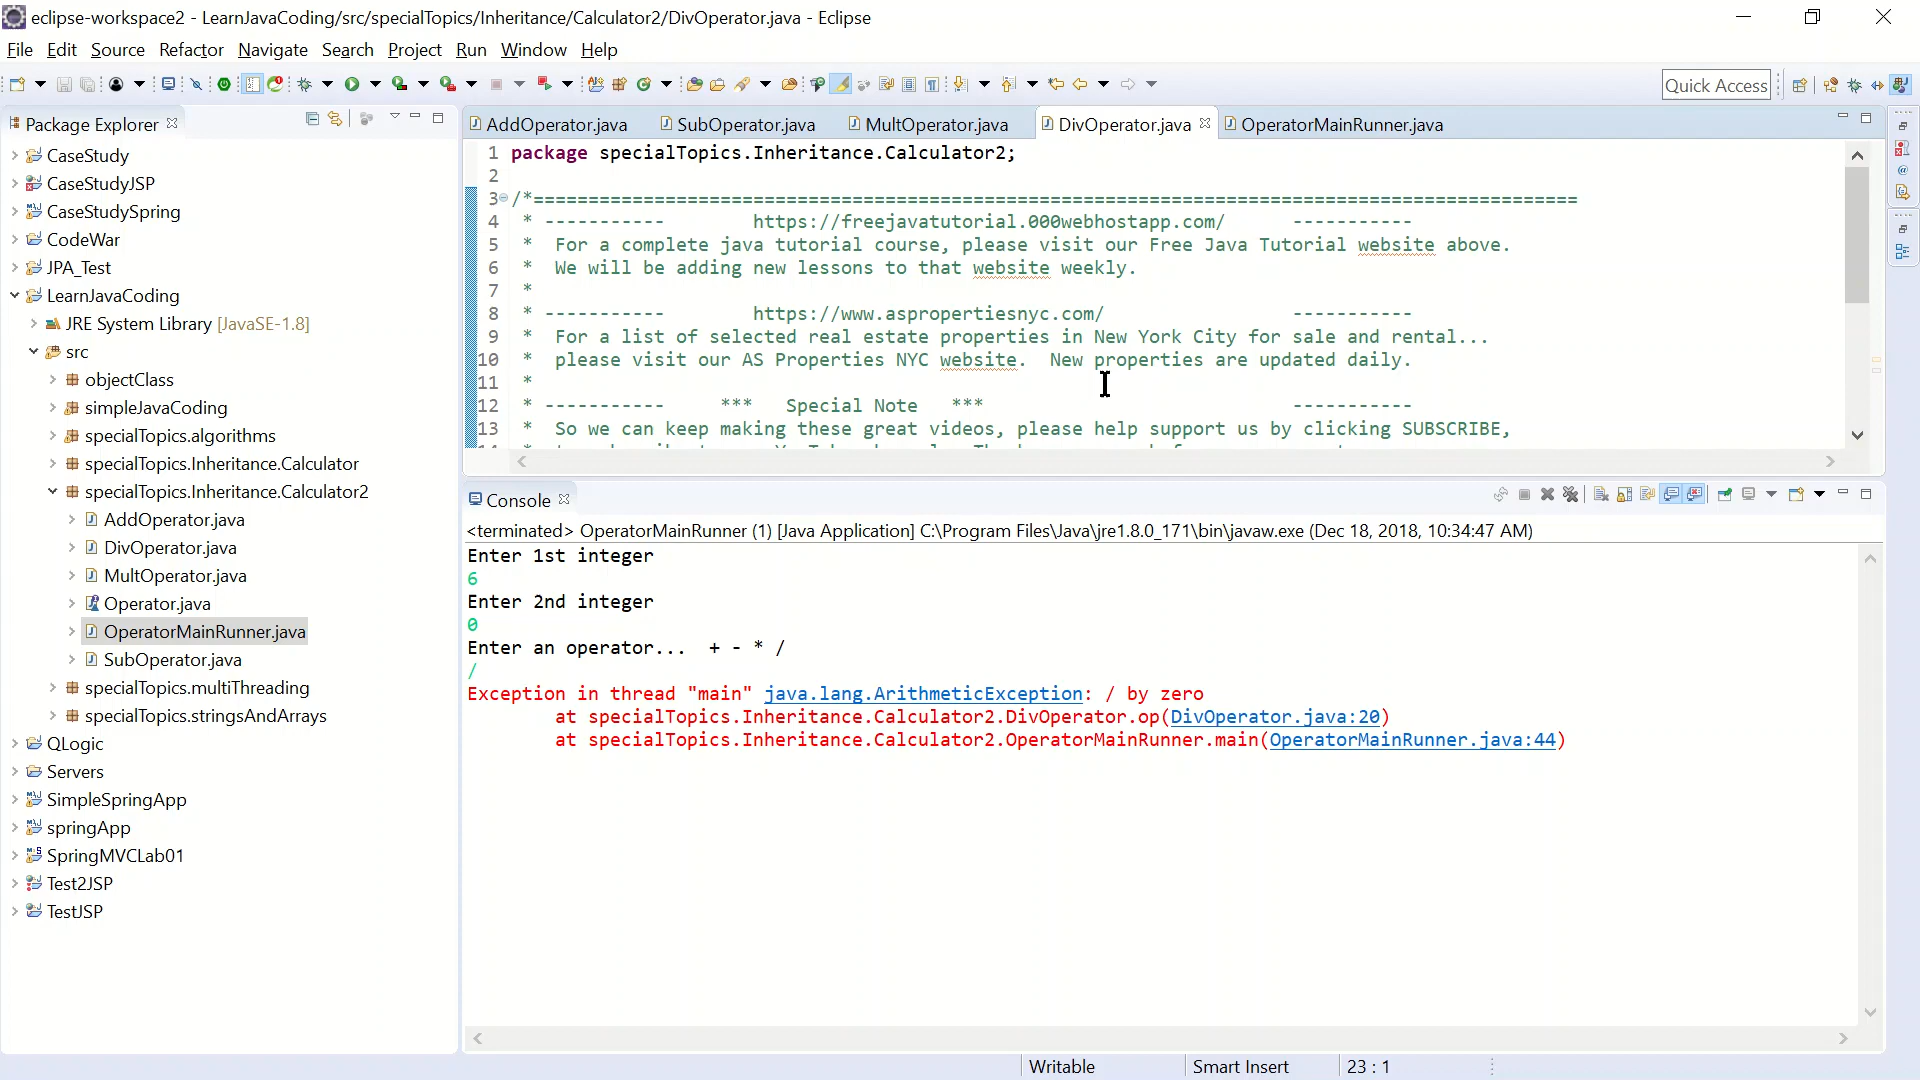 eclipse-workspace2 - LearnJavaCoding/src/specialTopics/Inheritance/Calculator2/DivOperator.java - Eclipse
File Edit Source Refactor Navigate Search Project Run Window Help
Quick Access
Package Explorer
CaseStudy
CaseStudyJSP
CaseStudySpring
CodeWar
JPA_Test
LearnJavaCoding
JRE System Library [JavaSE-1.8]
src
objectClass
simpleJavaCoding
specialTopics.algorithms
specialTopics.Inheritance.Calculator
specialTopics.Inheritance.Calculator2
AddOperator.java
DivOperator.java
MultOperator.java
Operator.java
OperatorMainRunner.java
SubOperator.java
specialTopics.multiThreading
specialTopics.stringsAndArrays
QLogic
Servers
SimpleSpringApp
springApp
SpringMVCLab01
Test2JSP
TestJSP
AddOperator.java SubOperator.java MultOperator.java DivOperator.java OperatorMainRunner.java
1 package specialTopics.Inheritance.Calculator2;
2
3 /*===============================================================================================
4 * ----------- https://freejavatutorial.000webhostapp.com/ -----------
5 * For a complete java tutorial course, please visit our Free Java Tutorial website above.
6 * We will be adding new lessons to that website weekly.
7 *
8 * ----------- https://www.aspropertiesnyc.com/ -----------
9 * For a list of selected real estate properties in New York City for sale and rental...
10 * please visit our AS Properties NYC website. New properties are updated daily.
11 *
12 * ----------- *** Special Note *** -----------
13 * So we can keep making these great videos, please help support us by clicking SUBSCRIBE,
Console
<terminated> OperatorMainRunner (1) [Java Application] C:\Program Files\Java\jre1.8.0_171\bin\javaw.exe (Dec 18, 2018, 10:34:47 AM)
Enter 1st integer
6
Enter 2nd integer
0
Enter an operator... + - * /
/
Exception in thread "main" java.lang.ArithmeticException: / by zero
at specialTopics.Inheritance.Calculator2.DivOperator.op(DivOperator.java:20)
at specialTopics.Inheritance.Calculator2.OperatorMainRunner.main(OperatorMainRunner.java:44)
Writable Smart Insert 23 : 1